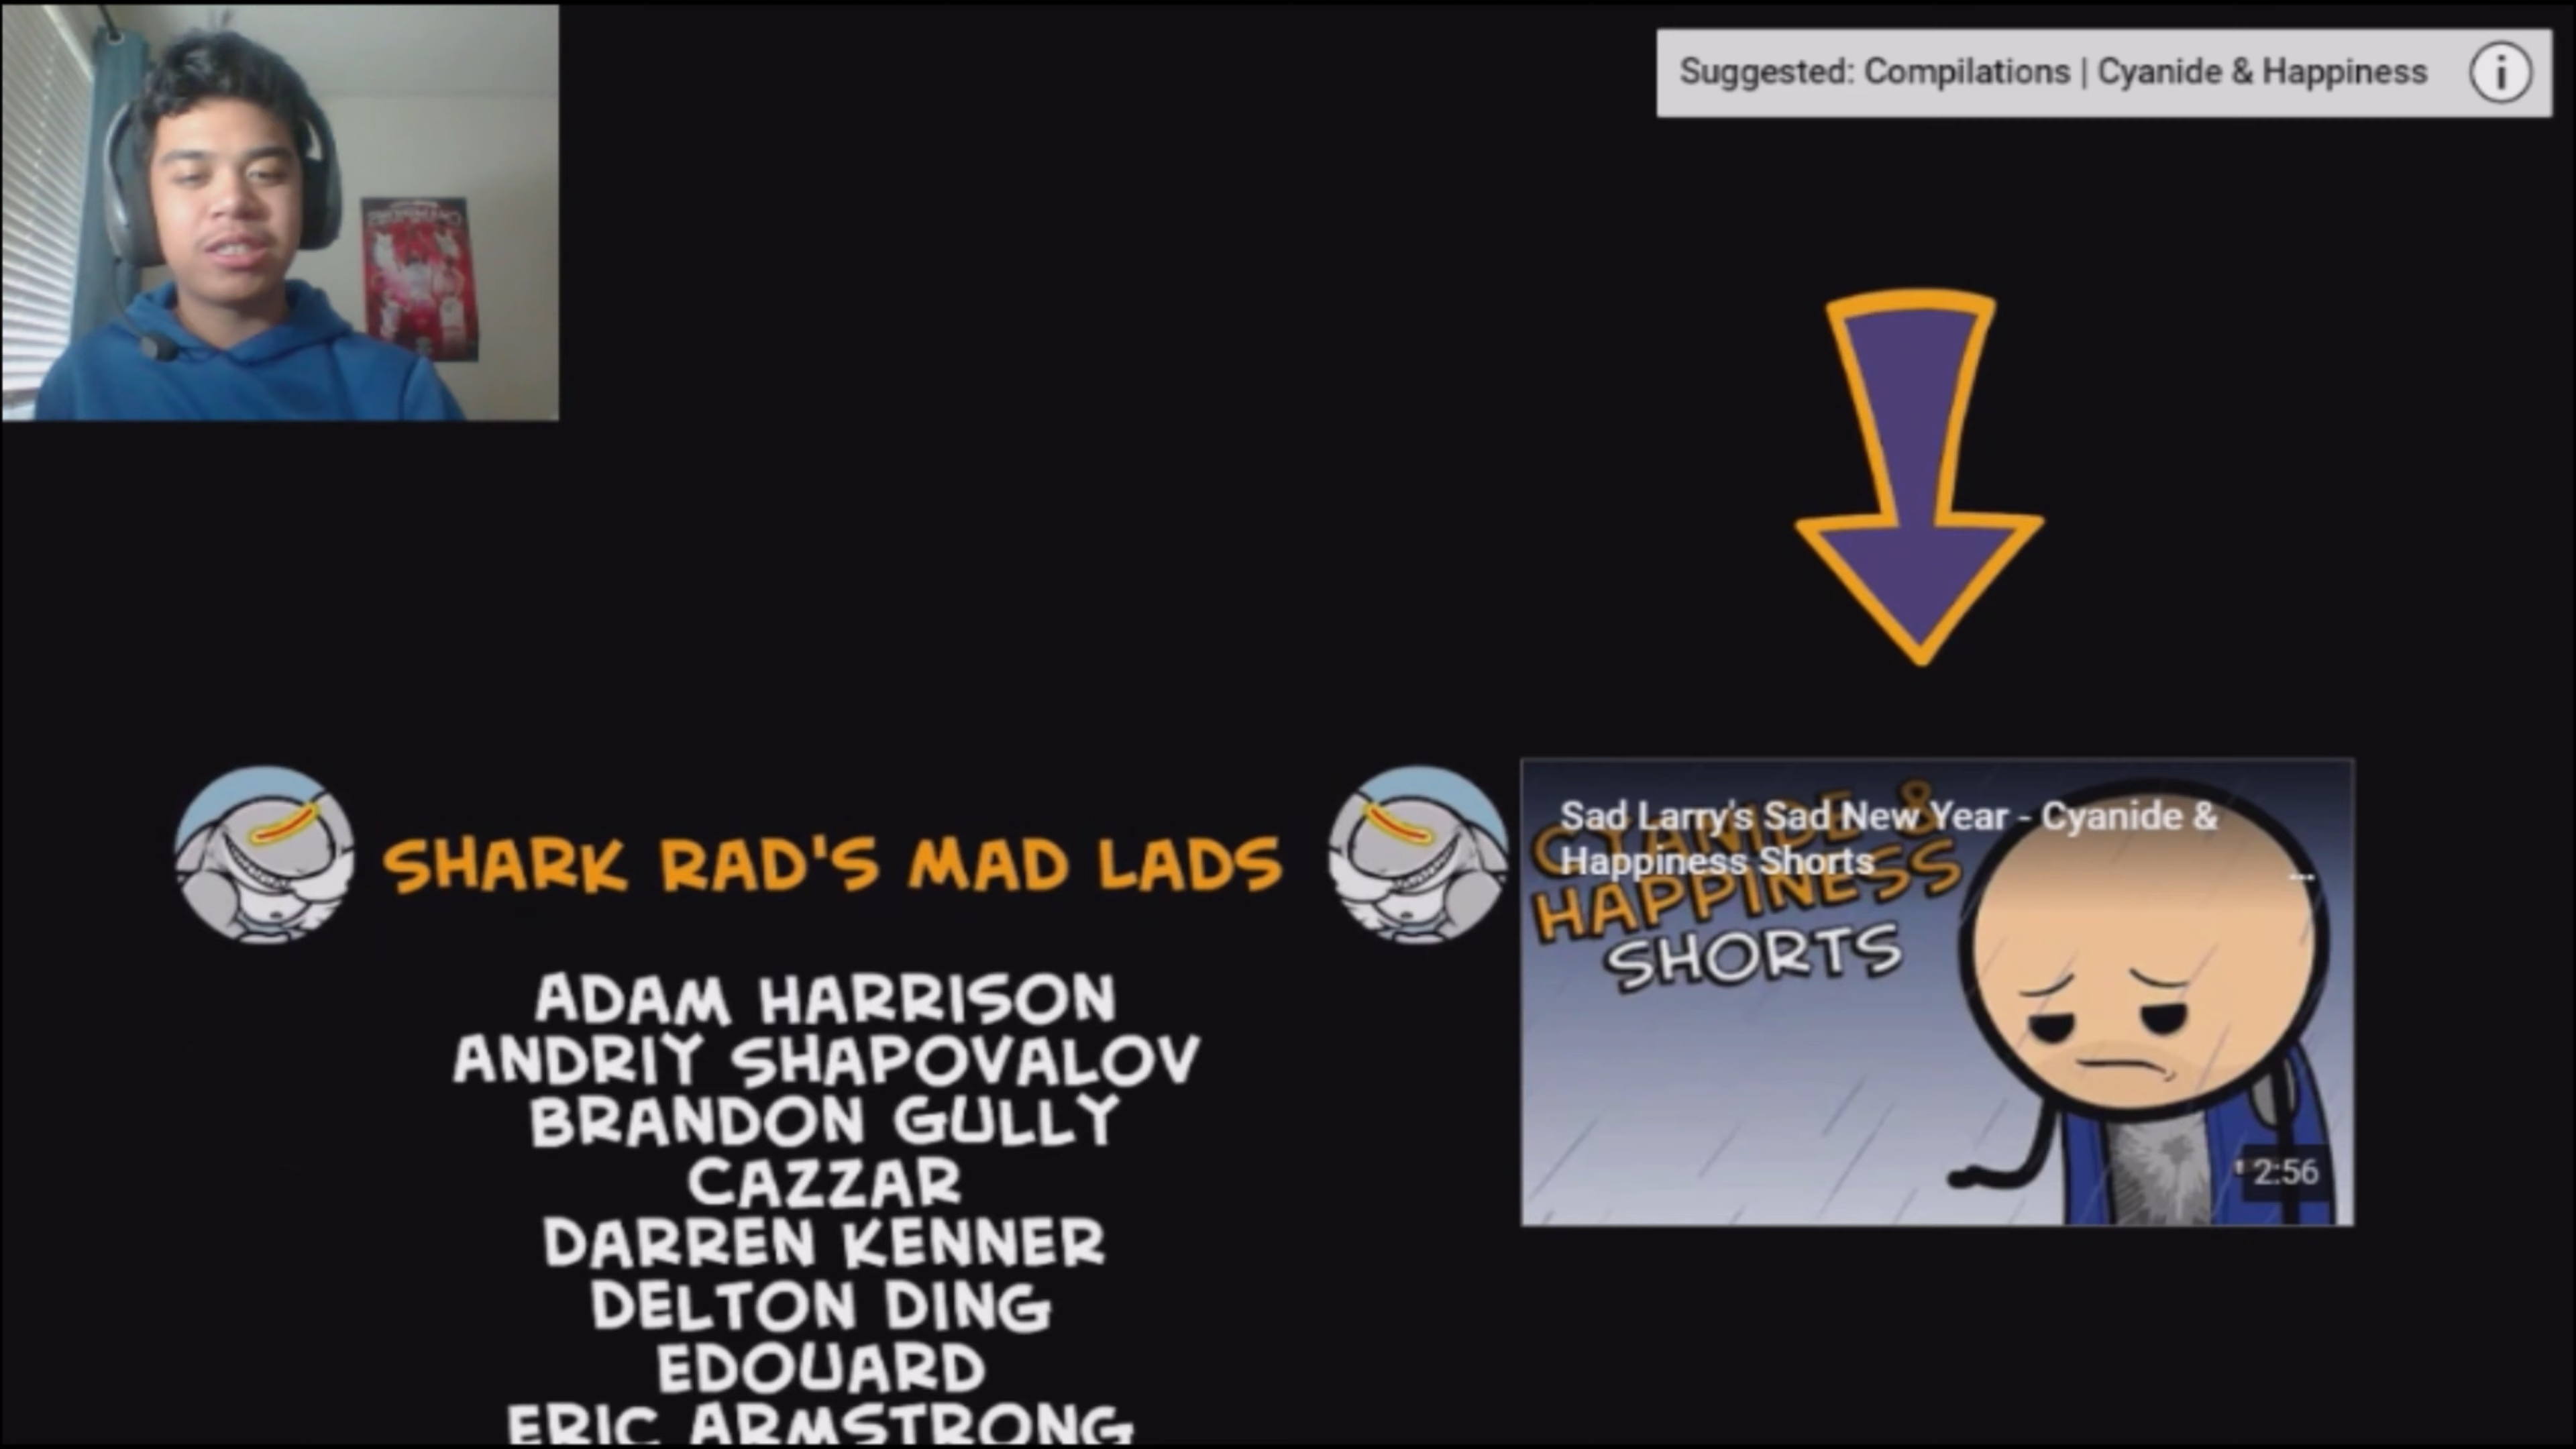 Suggested: Compilations | Cyanide & Happiness
SHARK RAD'S MAD LADS
ADAM HARRISON
ANDRIY SHAPOVALOV
BRANDON GULLY
CAZZAR
DARREN KENNER
DELTON DING
EDOUARD
ERIC ARMSTRONG
Sad Larry's Sad New Year - Cyanide &
Happiness Shorts
...
CYANIDE &
HAPPINESS
SHORTS
2:56